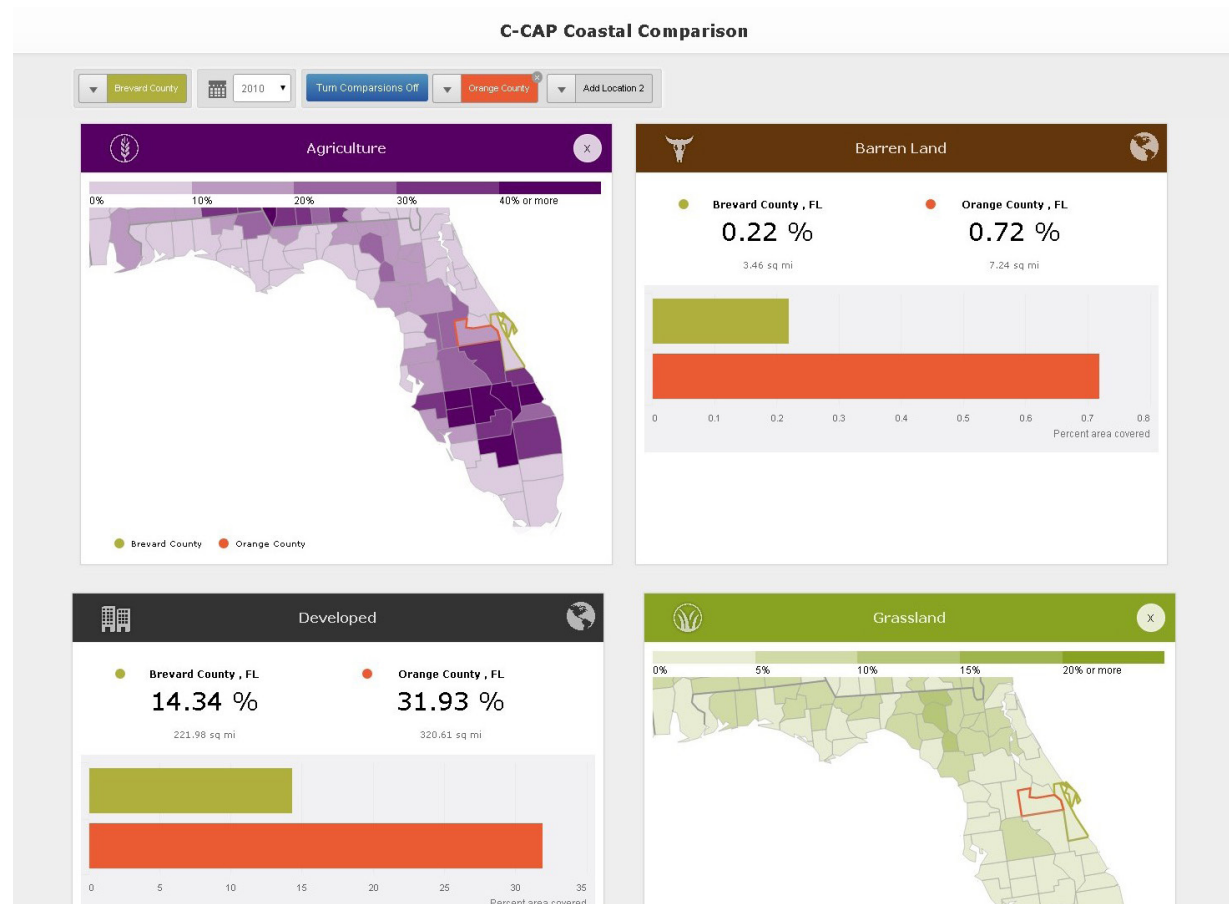 C-CAP Coastal Comparison
Brevard County
2010
Turn Comparsions Off
Orange County
x
Add Location 2
Agriculture
x
0% 10% 20% 30% 40% or more
Brevard County Orange County
Barren Land
Brevard County , FL Orange County , FL
0.22 % 0.72 %
3.46 sq mi 7.24 sq mi
0 0.1 0.2 0.3 0.4 0.5 0.6 0.7 0.8
Percent area covered
Developed
Brevard County , FL Orange County , FL
14.34 % 31.93 %
221.98 sq mi 320.61 sq mi
0 5 10 15 20 25 30 35
Percent area covered
Grassland
x
0% 5% 10% 15% 20% or more